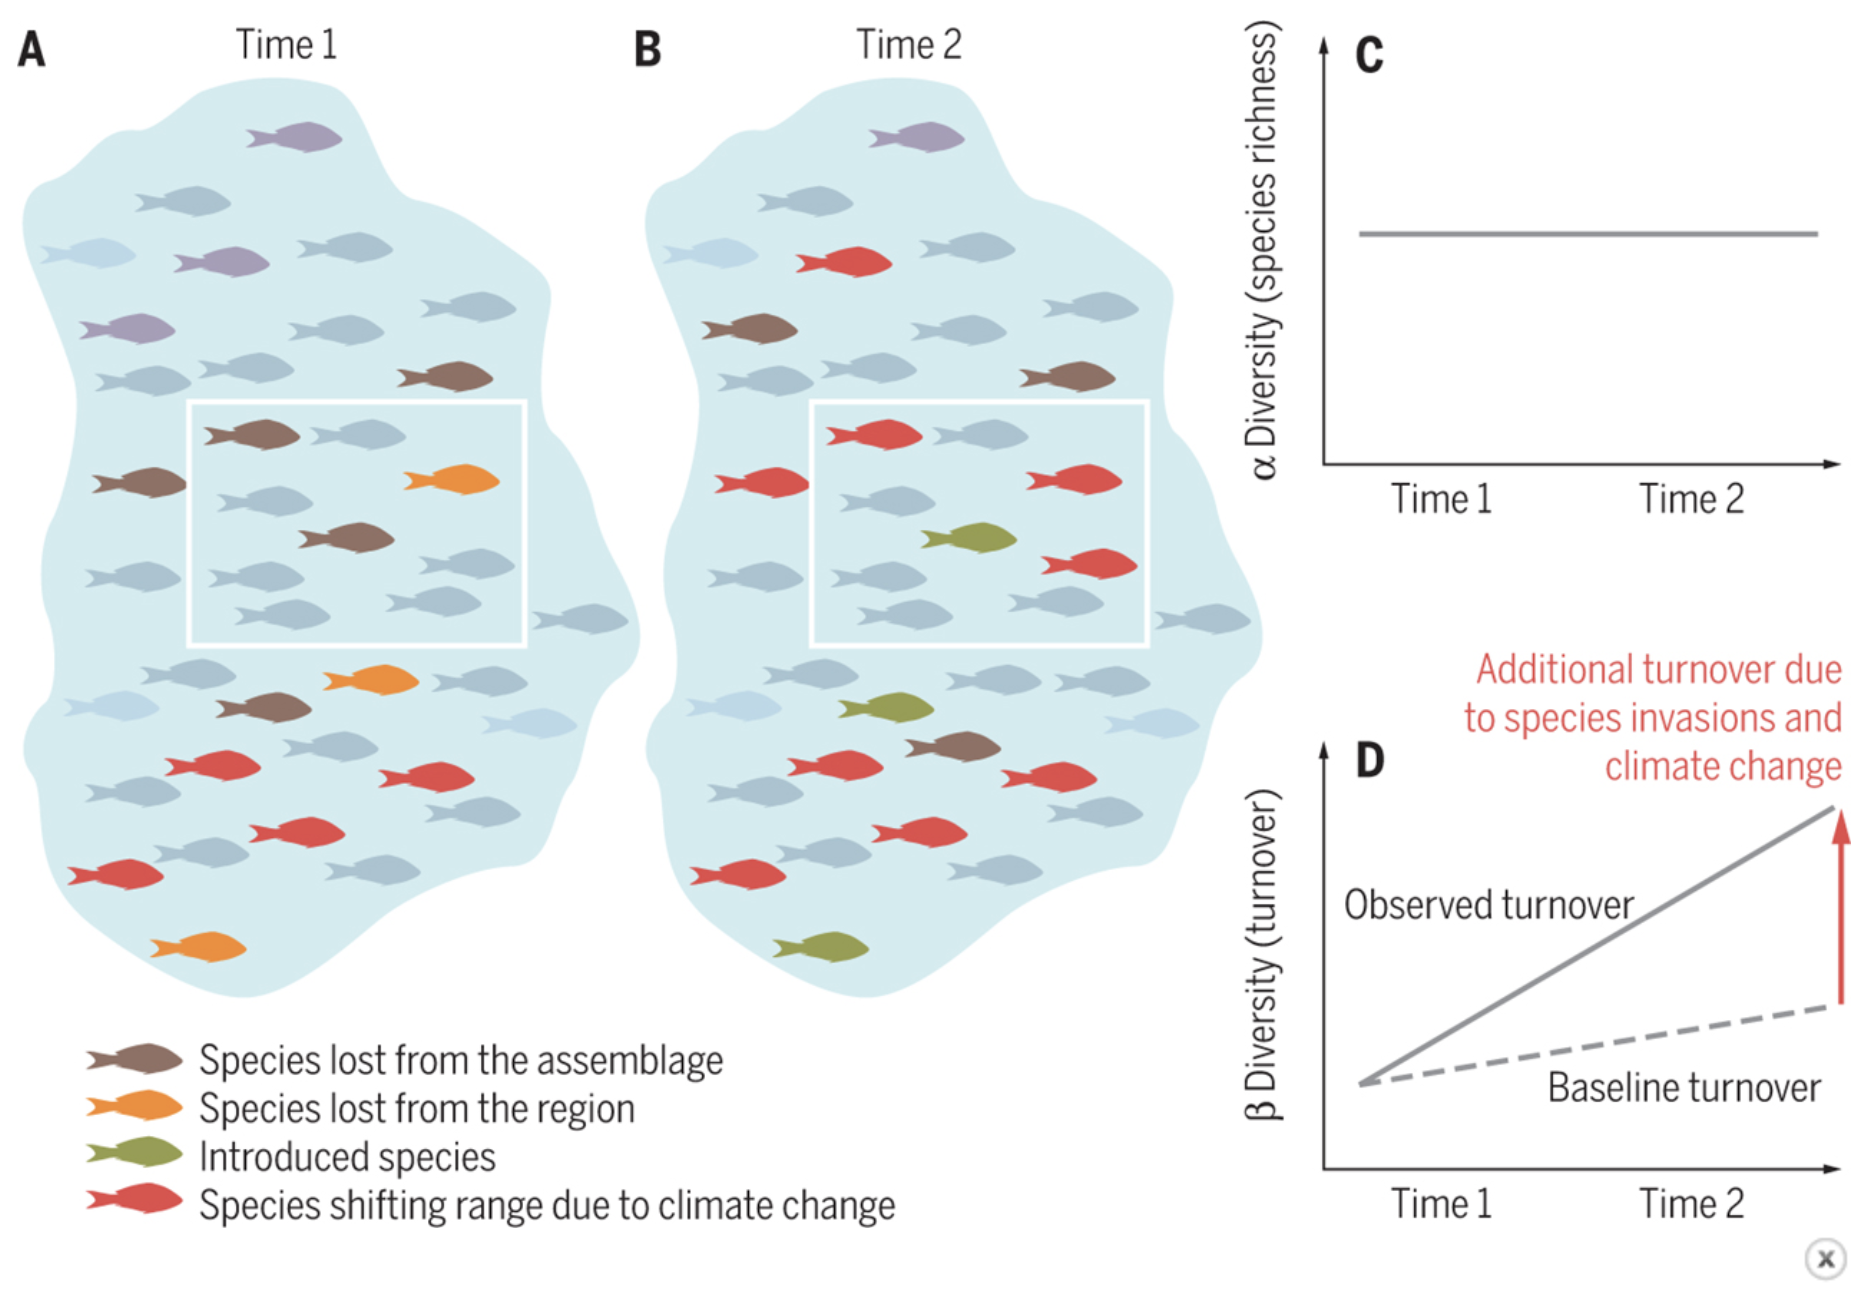 A
Time 1
B
Time 2
C
α Diversity (species richness)
Time 1
Time 2
Species lost from the assemblage
Species lost from the region
Introduced species
Species shifting range due to climate change
Additional turnover due
to species invasions and
climate change
D
β Diversity (turnover)
Observed turnover
Baseline turnover
Time 1
Time 2
X